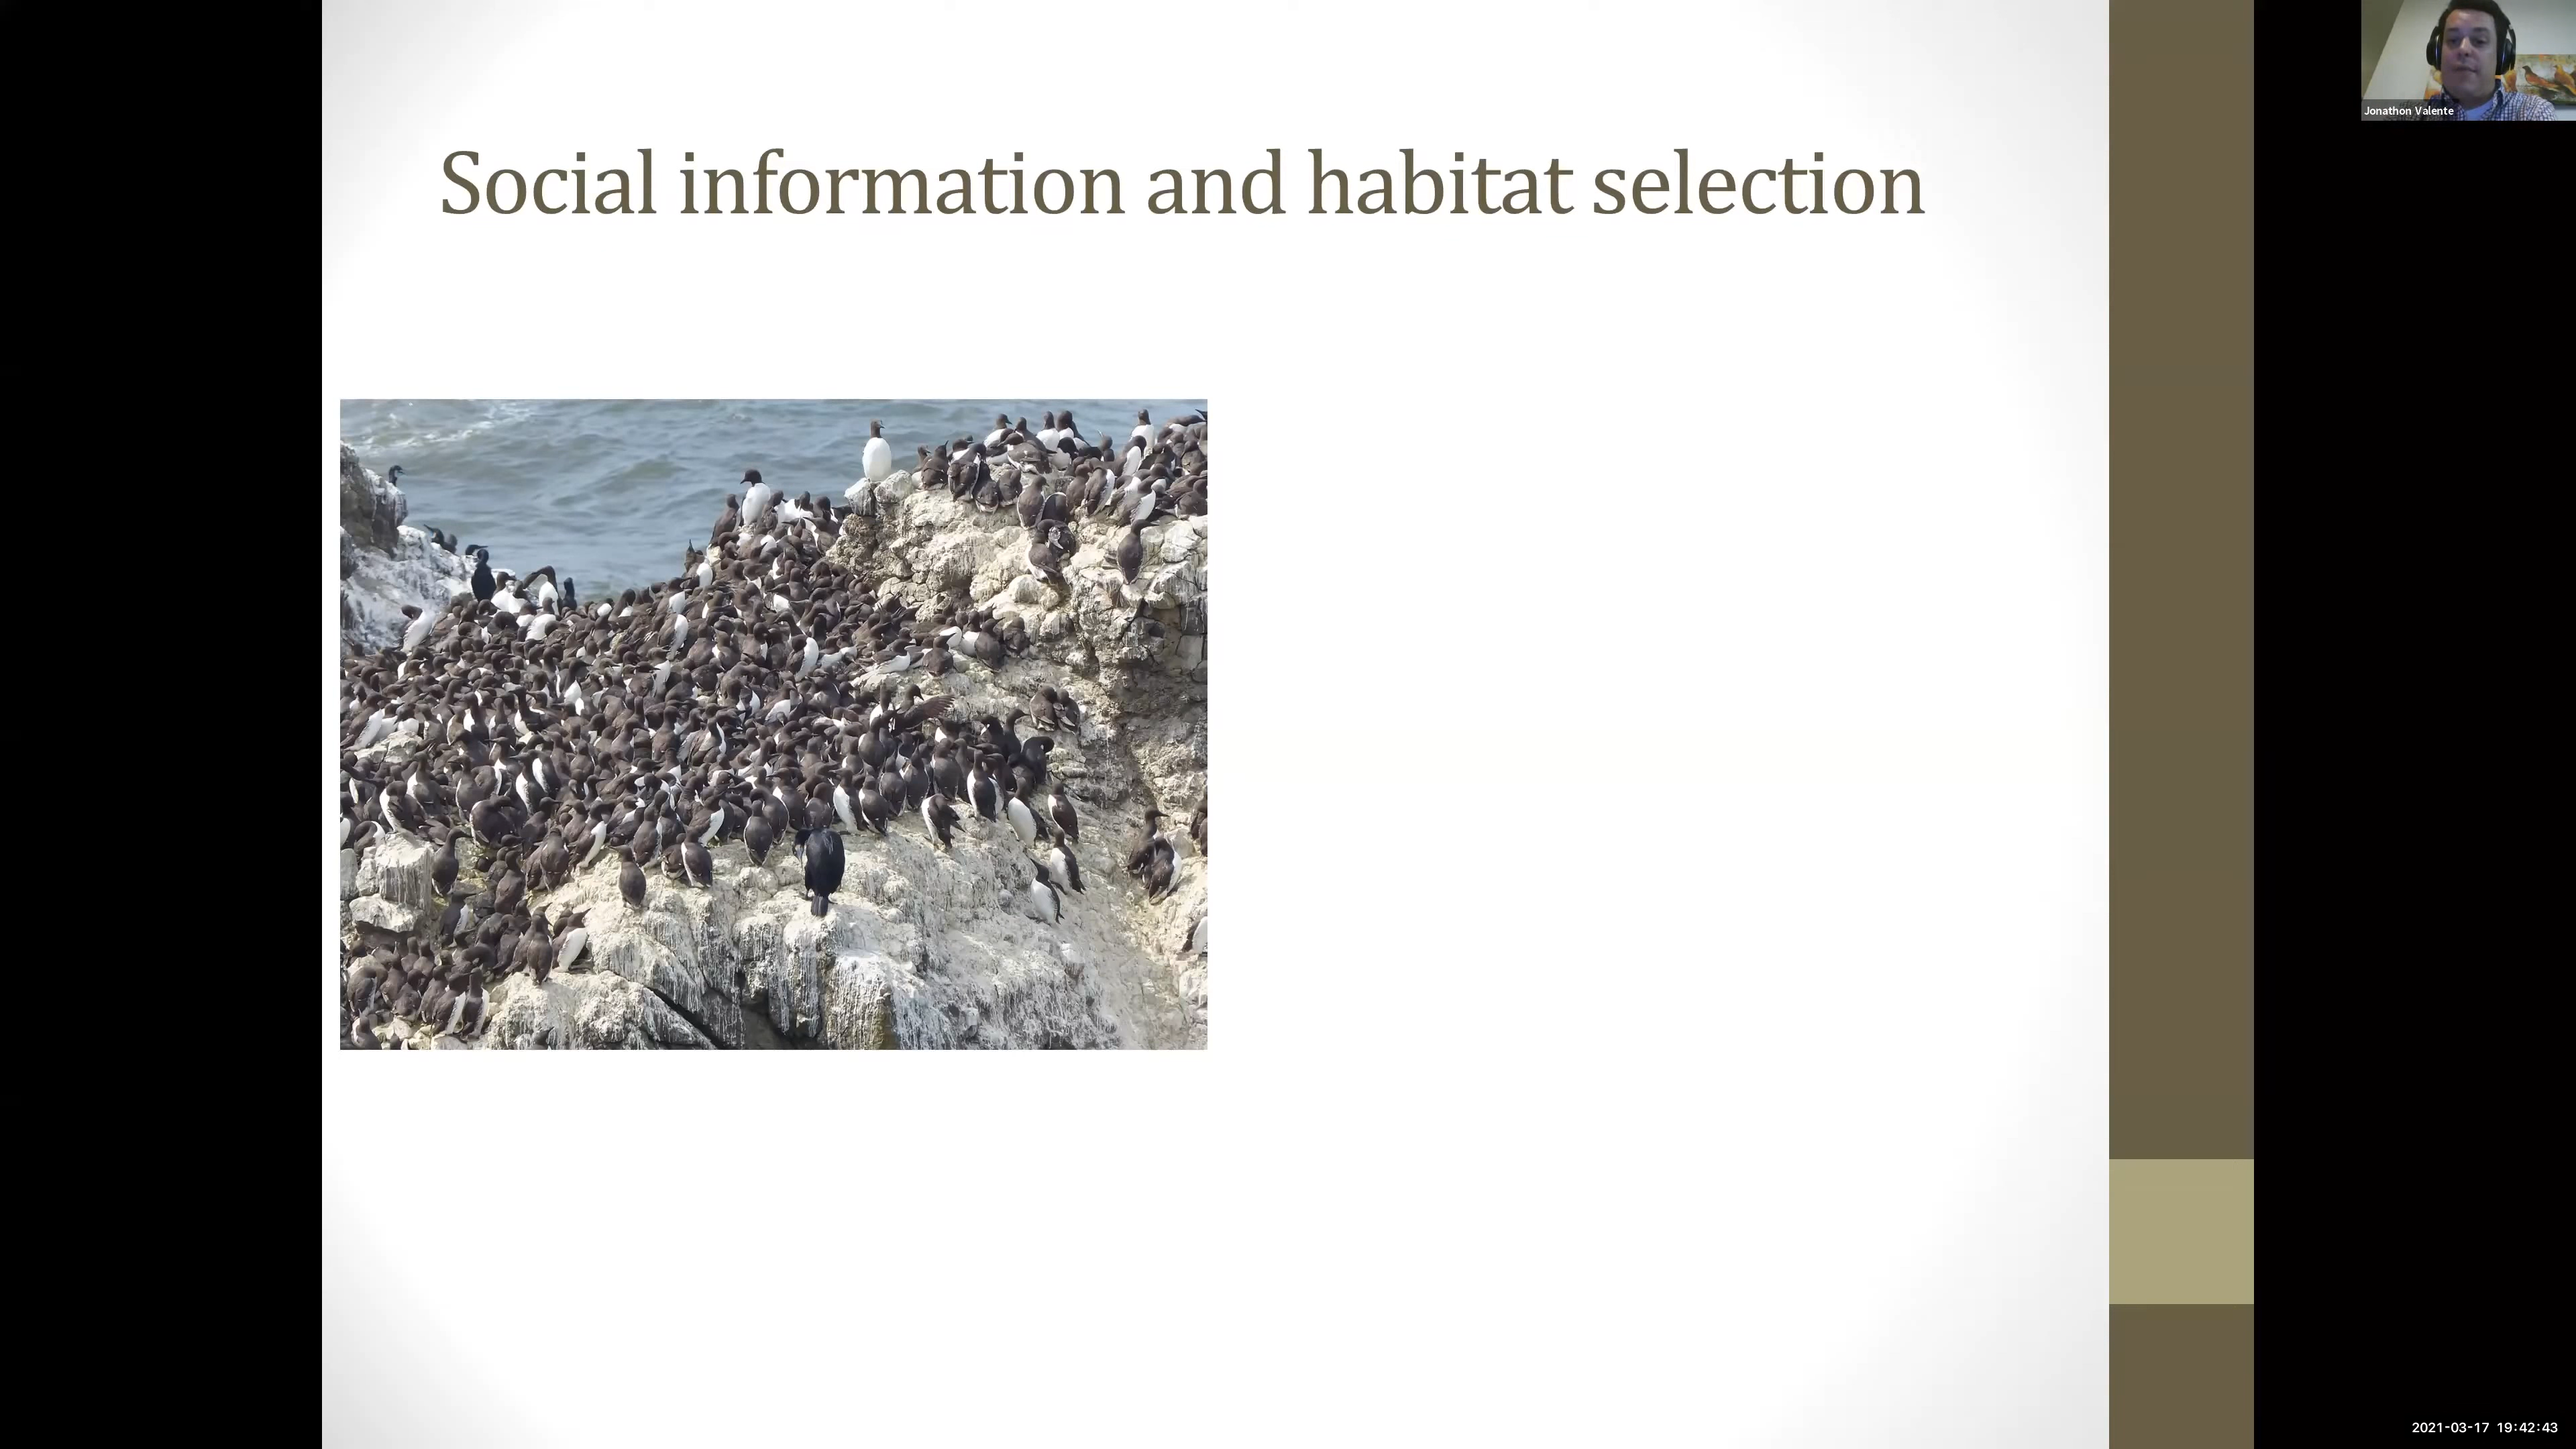 Jonathon Valente
Social information and habitat selection
2021-03-17 19:42:43